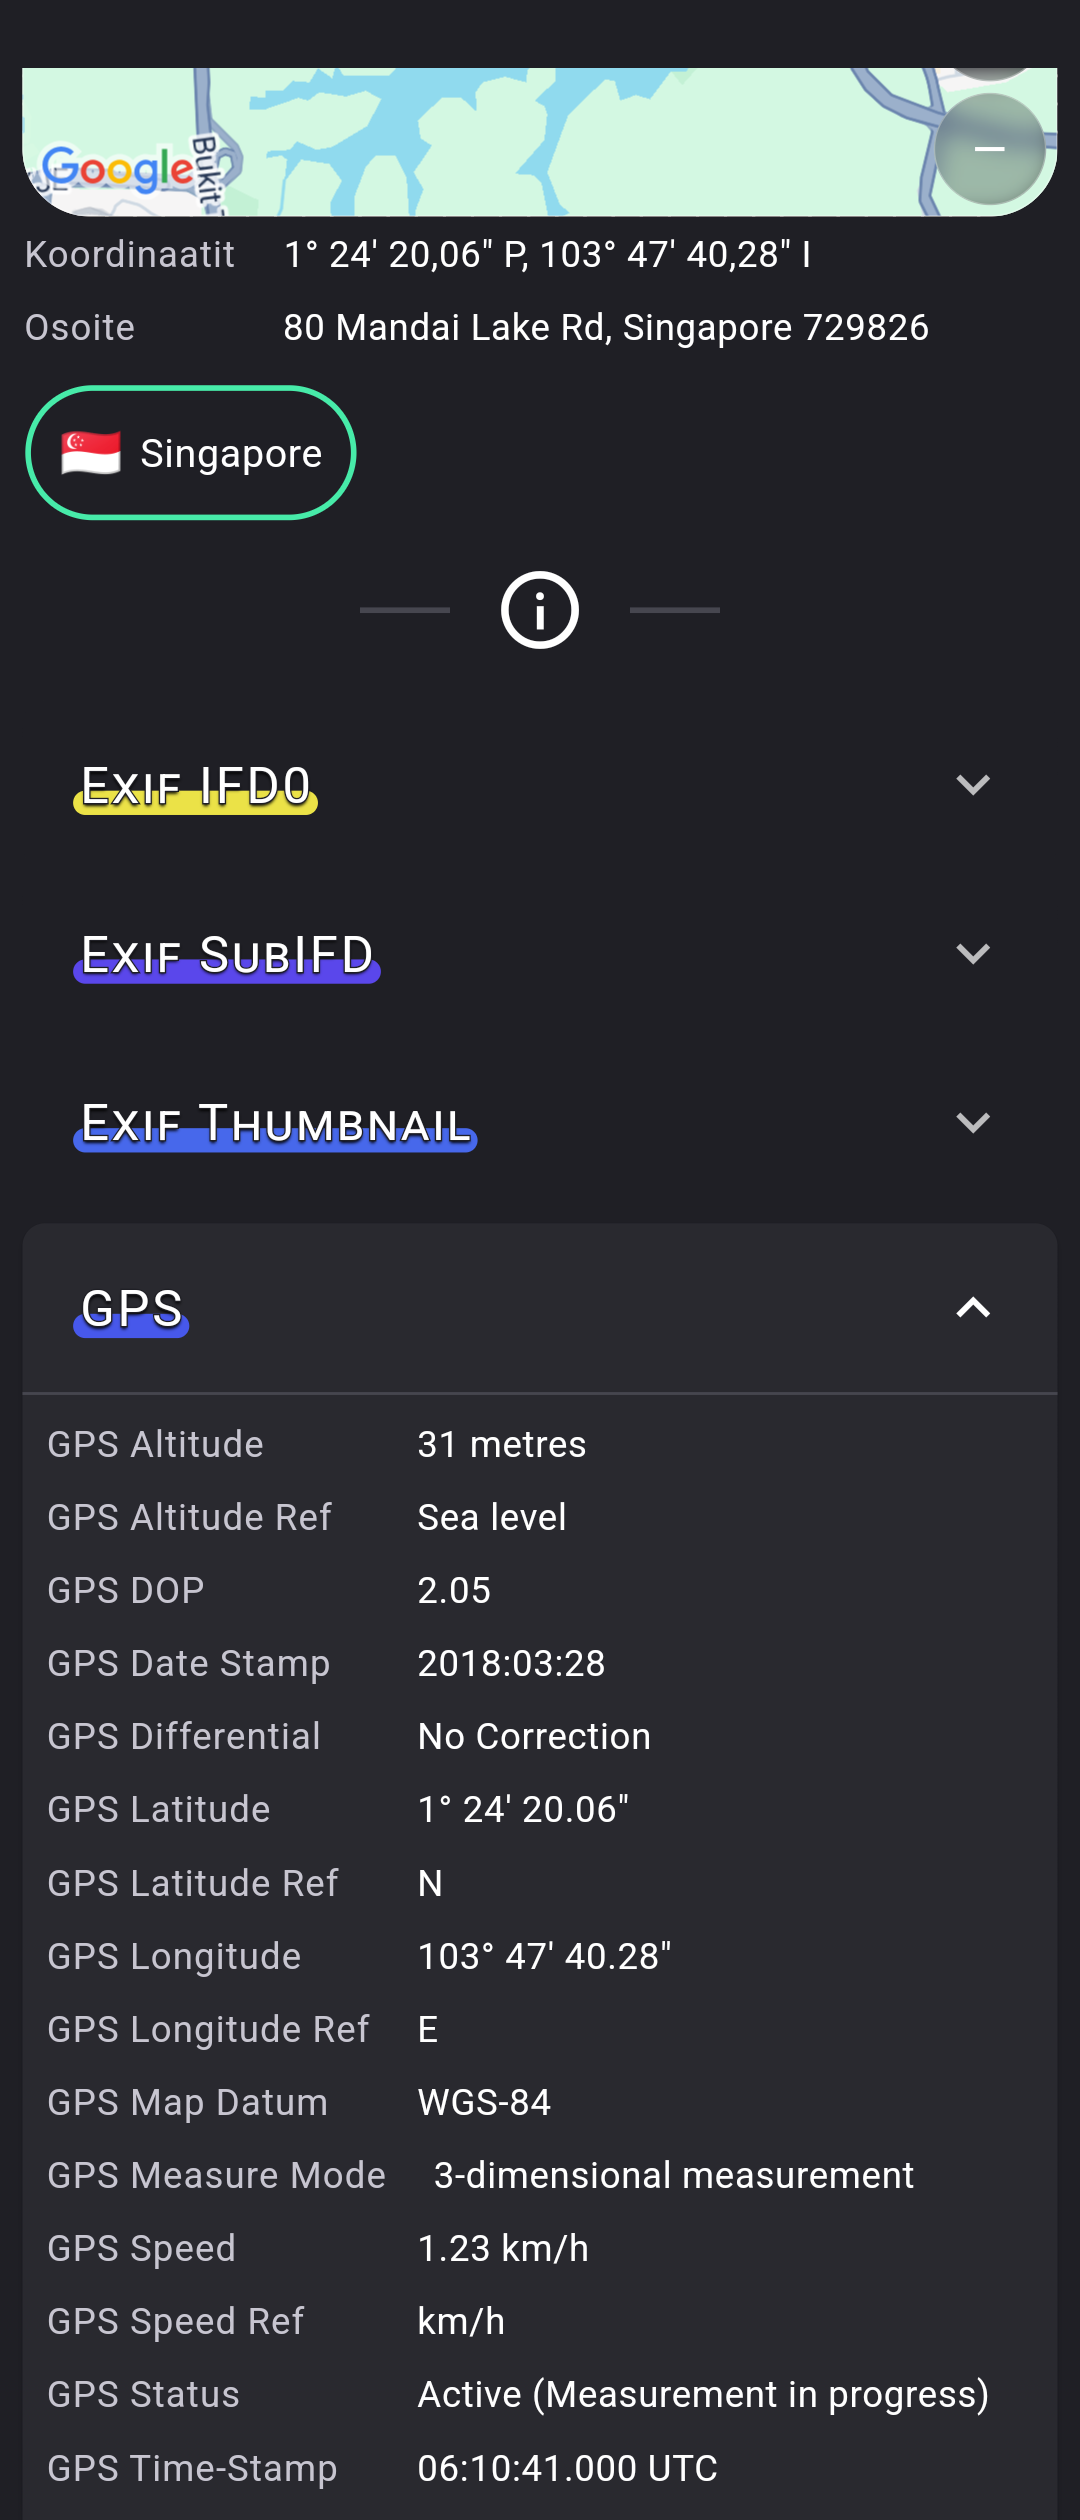 Google
Bukit
Koordinaatit 1° 24' 20,06" P, 103° 47' 40,28" I
Osoite 80 Mandai Lake Rd, Singapore 729826
Singapore
Exif IFD0
Exif SubIFD
Exif Thumbnail
GPS
GPS Altitude 31 metres
GPS Altitude Ref Sea level
GPS DOP 2.05
GPS Date Stamp 2018:03:28
GPS Differential No Correction
GPS Latitude 1° 24' 20.06"
GPS Latitude Ref N
GPS Longitude 103° 47' 40.28"
GPS Longitude Ref E
GPS Map Datum WGS-84
GPS Measure Mode 3-dimensional measurement
GPS Speed 1.23 km/h
GPS Speed Ref km/h
GPS Status Active (Measurement in progress)
GPS Time-Stamp 06:10:41.000 UTC